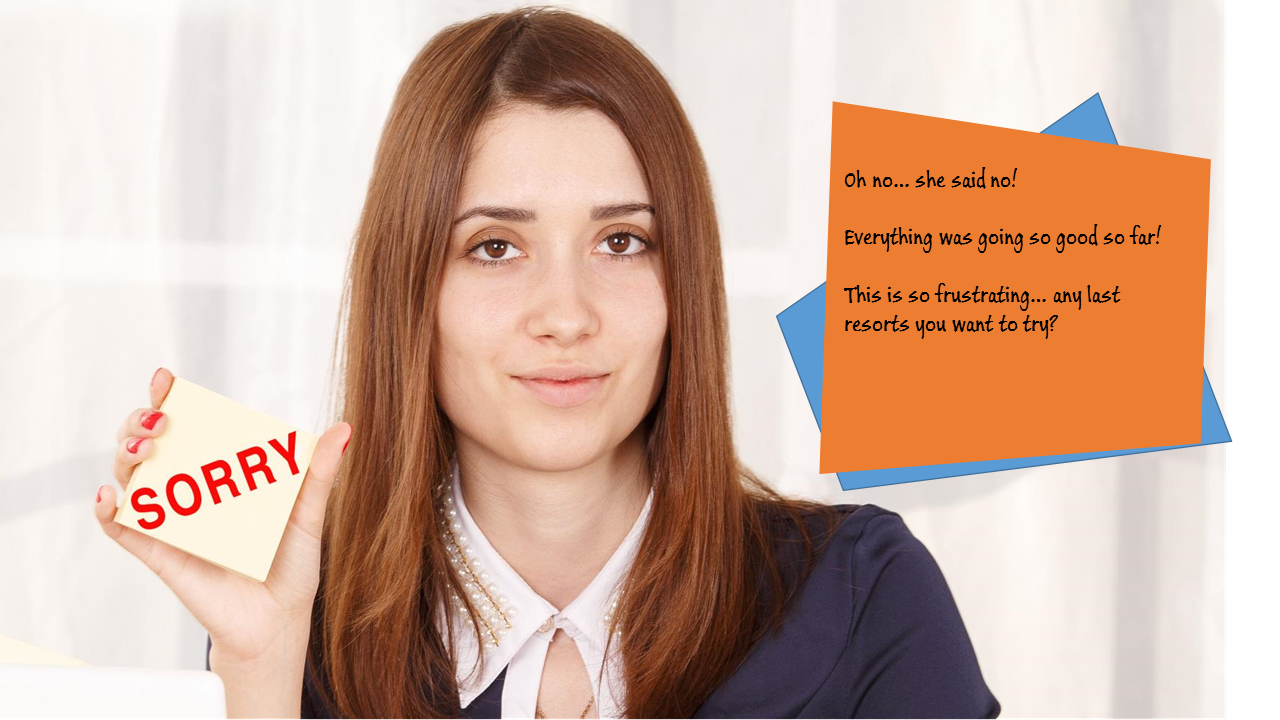 SORRY
Oh no... she said no!
Everything was going so good so far!
This is so frustrating... any last
resorts you want to try?